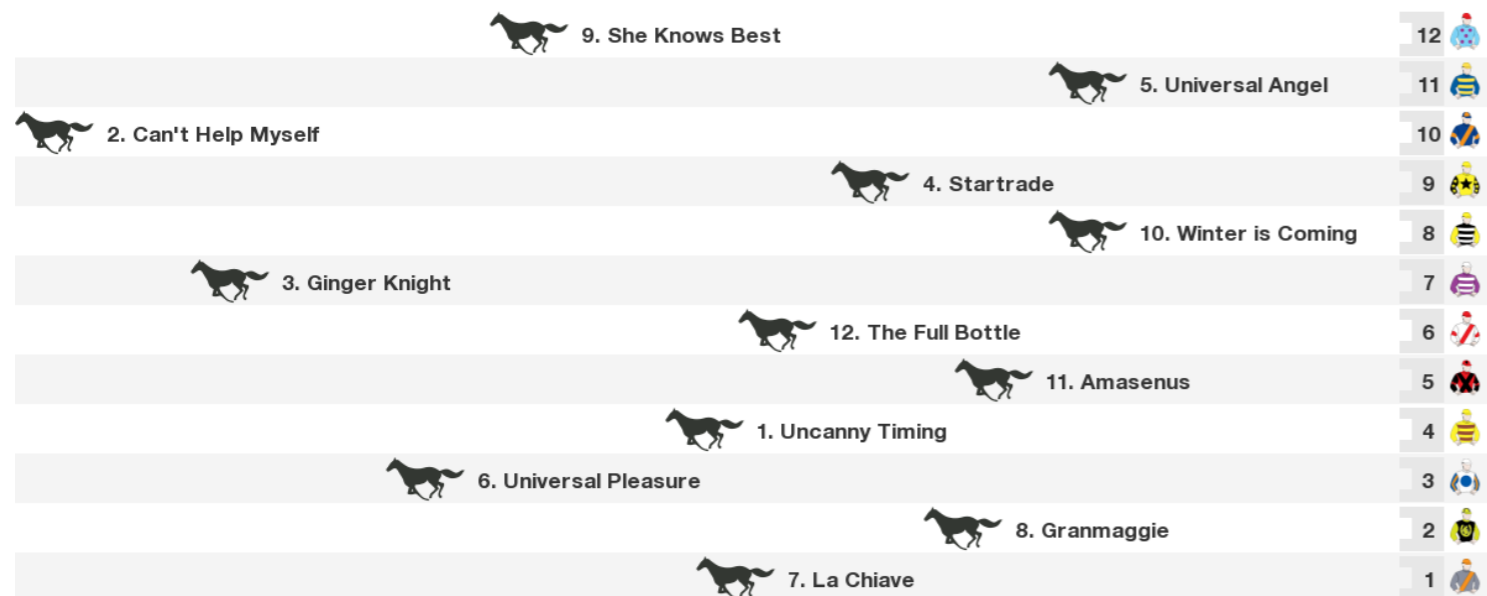 9. She Knows Best 12
5. Universal Angel 11
2. Can't Help Myself 10
4. Startrade 9
10. Winter is Coming 8
3. Ginger Knight 7
12. The Full Bottle 6
11. Amasenus 5
1. Uncanny Timing 4
6. Universal Pleasure 3
8. Granmaggie 2
7. La Chiave 1